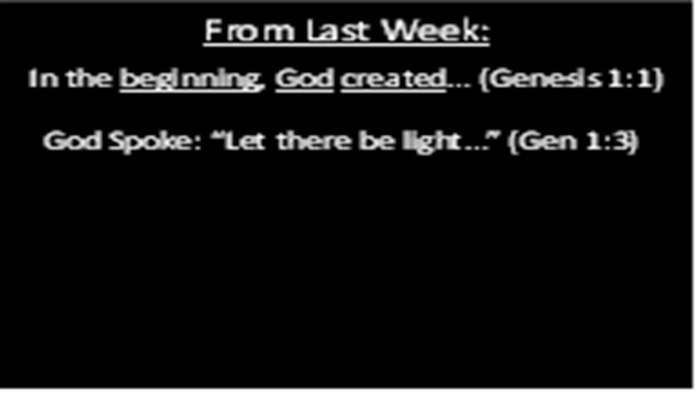 From Last Week:
In the beginning, God created... (Genesis 1:1)
God Spoke: “Let there be light...” (Gen 1:3)